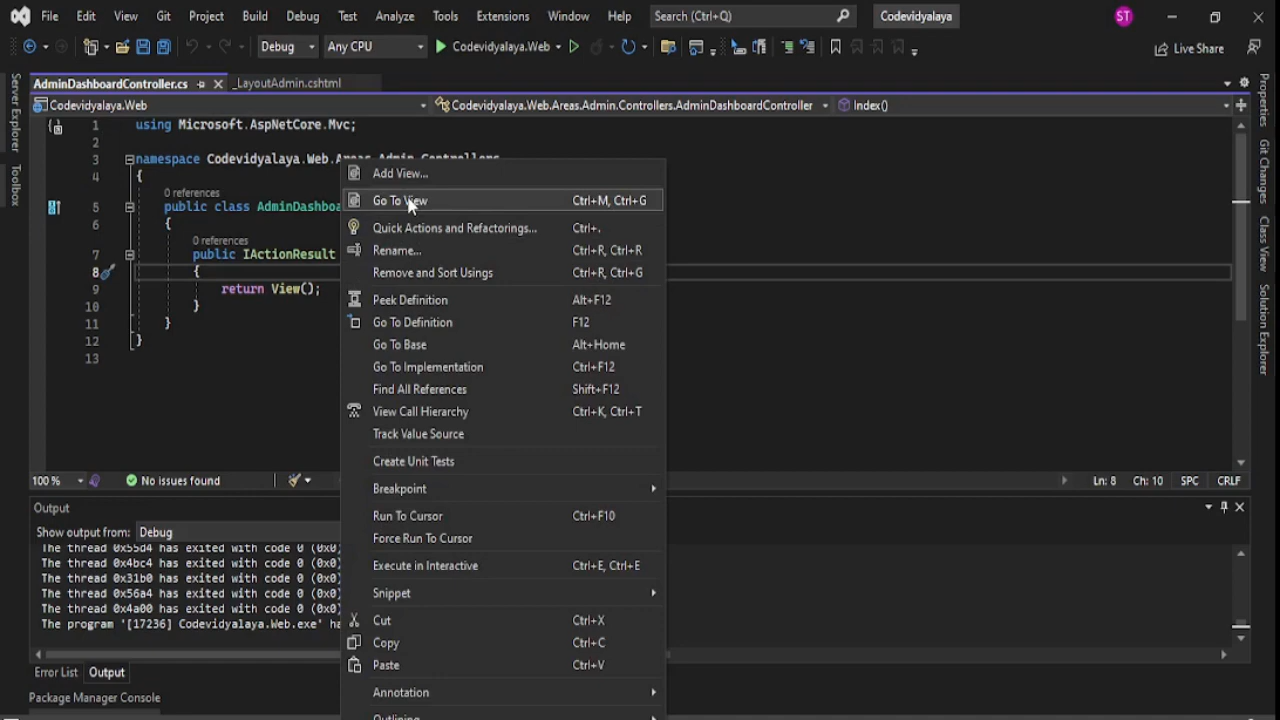 File Edit View Git Project Build Debug Test Analyze Tools Extensions Window Help Search (Ctrl+Q) Codevidyalaya ST
Debug Any CPU Codevidyalaya.Web Live Share
AdminDashboardController.cs _LayoutAdmin.cshtml
Codevidyalaya.Web Codevidyalaya.Web.Areas.Admin.Controllers.AdminDashboardController Index()
1 using Microsoft.AspNetCore.Mvc;
2
3 namespace Codevidyalaya.Web.Areas.Admin.Controllers
4 {
0 references
5 public class AdminDashboa
6 {
0 references
7 public IActionResult
8 {
9 return View();
10 }
11 }
12 }
13
Add View...
Go To View Ctrl+M, Ctrl+G
Quick Actions and Refactorings... Ctrl+.
Rename... Ctrl+R, Ctrl+R
Remove and Sort Usings Ctrl+R, Ctrl+G
Peek Definition Alt+F12
Go To Definition F12
Go To Base Alt+Home
Go To Implementation Ctrl+F12
Find All References Shift+F12
View Call Hierarchy Ctrl+K, Ctrl+T
Track Value Source
Create Unit Tests
Breakpoint
Run To Cursor Ctrl+F10
Force Run To Cursor
Execute in Interactive Ctrl+E, Ctrl+E
Snippet
Cut Ctrl+X
Copy Ctrl+C
Paste Ctrl+V
Annotation
Outlining
100 % No issues found Ln: 8 Ch: 10 SPC CRLF
Output
Show output from: Debug
The thread 0x55d4 has exited with code 0 (0x0)
The thread 0x4bc4 has exited with code 0 (0x0)
The thread 0x31b0 has exited with code 0 (0x0)
The thread 0x56a4 has exited with code 0 (0x0)
The thread 0x4a00 has exited with code 0 (0x0)
The program '[17236] Codevidyalaya.Web.exe' ha
Error List Output
Package Manager Console
Server Explorer
Toolbox
Properties
Git Changes
Class View
Solution Explorer